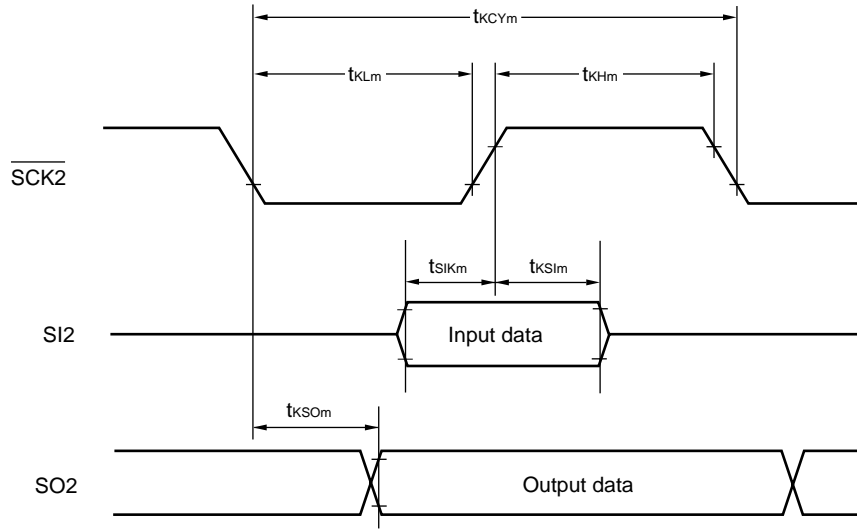 tKCYm
tKLm
tKHm
SCK2
tSIKm
tKSIm
SI2
Input data
tKSOm
SO2
Output data